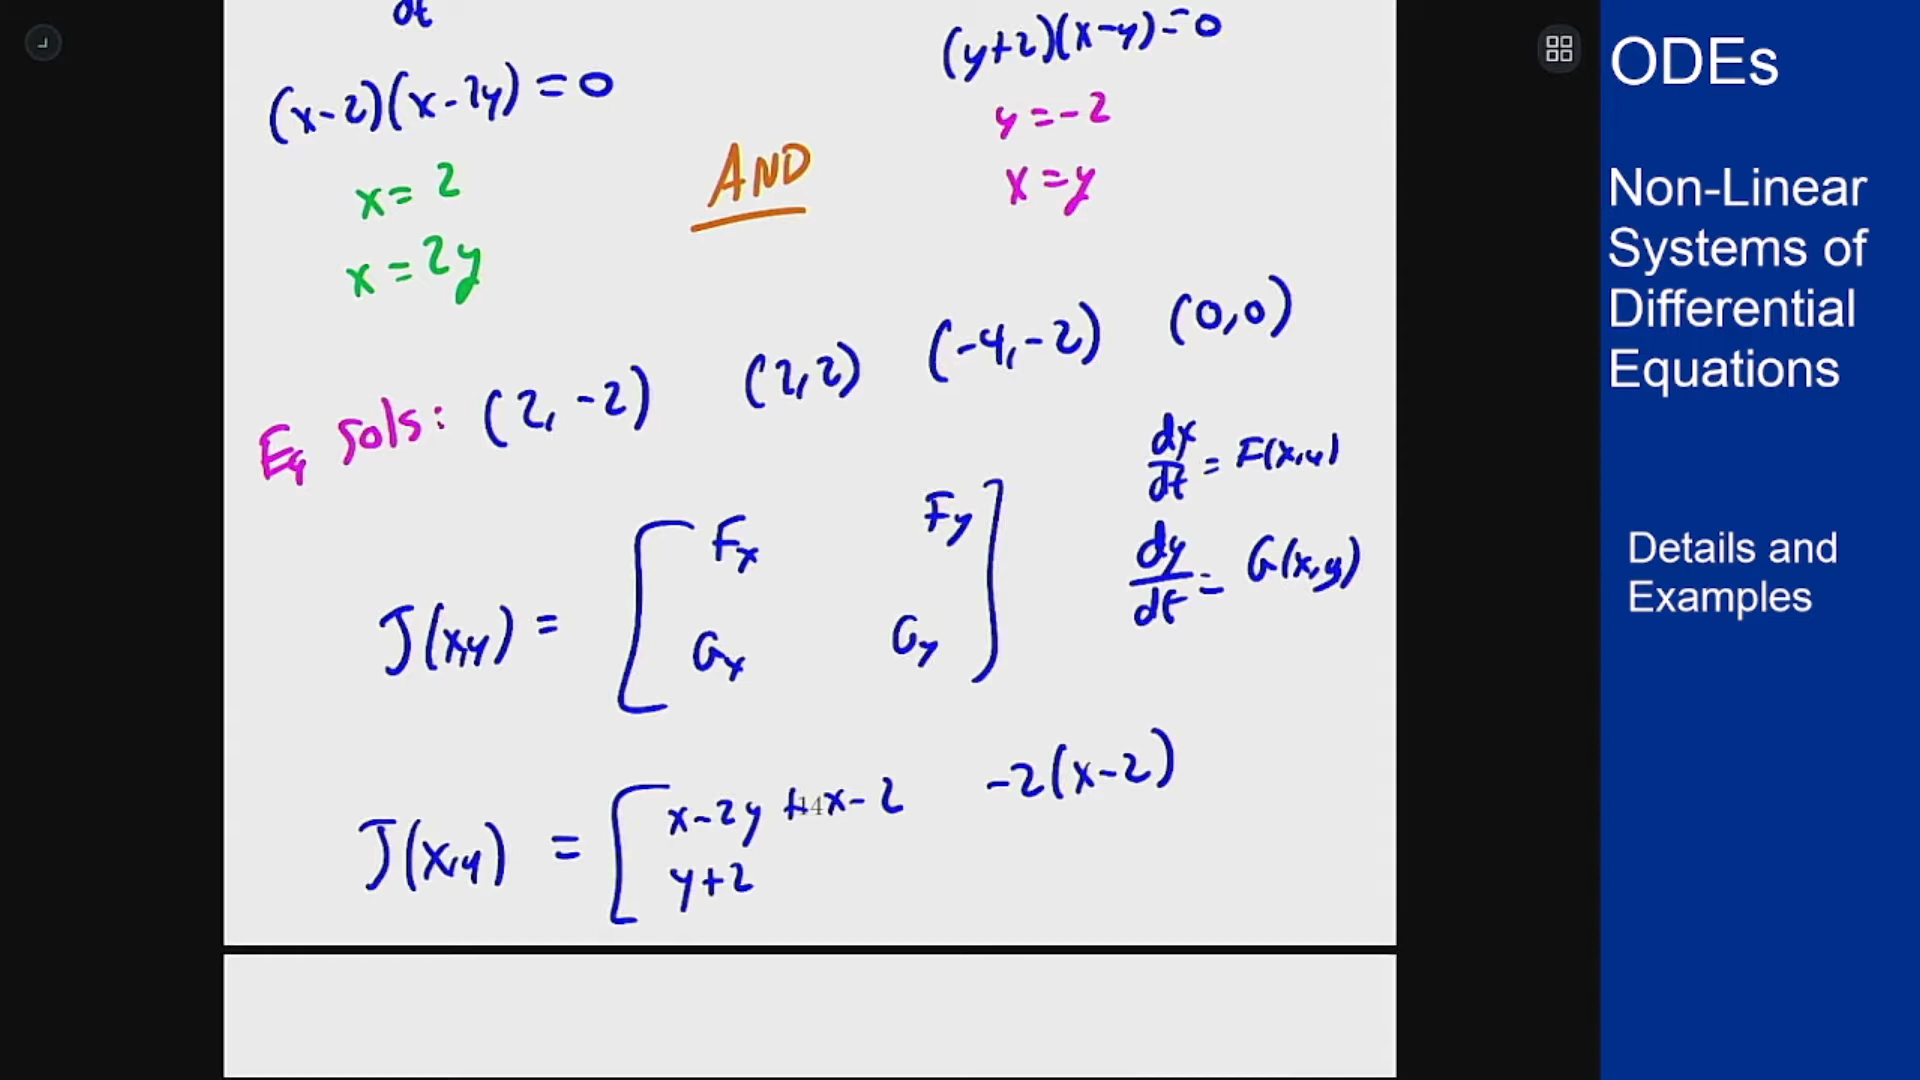 dt
(x-2)(x-2y) = 0
x = 2
x = 2y
AND
(y+2)(x-y) = 0
y = -2
x = y
Eq sols: (2, -2) (2,2) (-4,-2) (0,0)
dx/dt = F(x,y)
dy/dt = G(x,y)
J(x,y) = [ Fx Fy
Gx Gy ]
J(x,y) = [ x-2y + x-2 -2(x-2)
y+2
14
ODEs
Non-Linear
Systems of
Differential
Equations
Details and
Examples